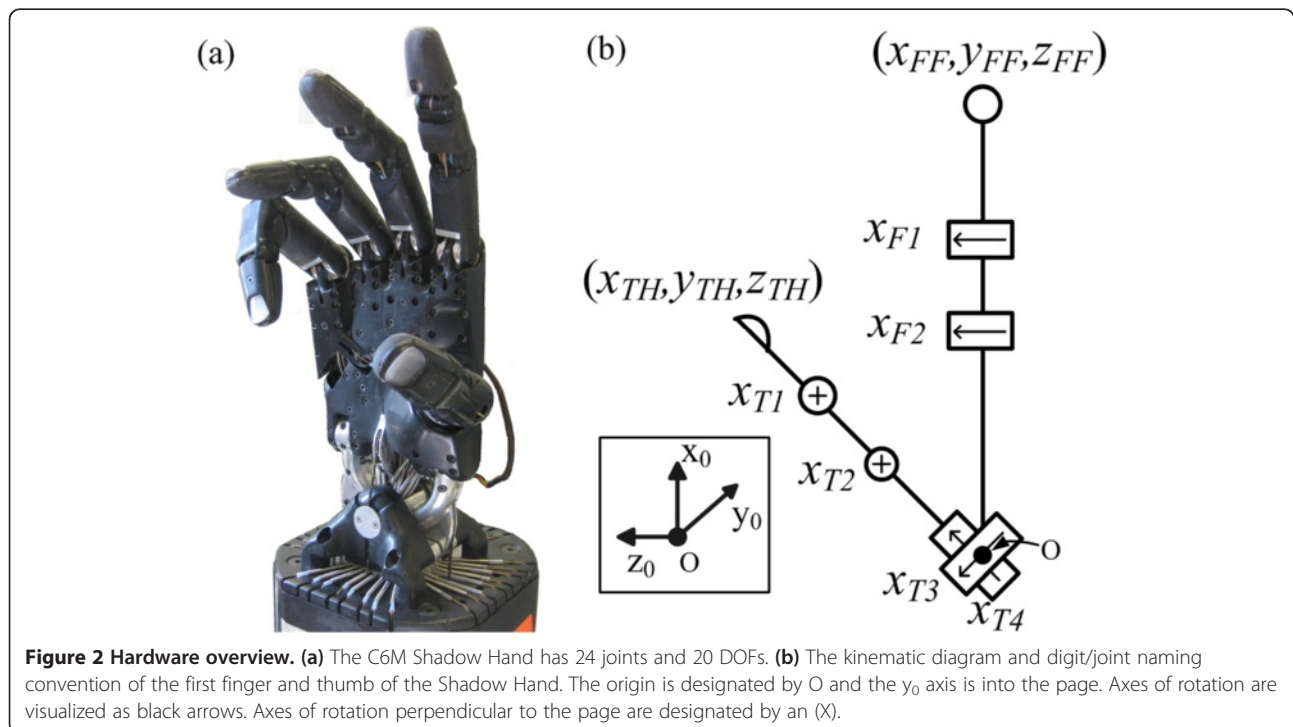 (a)
(b)
(x_FF, y_FF, z_FF)
x_F1
(x_TH, y_TH, z_TH)
x_F2
x_T1
x_T2
x_0
y_0
z_0
O
O
x_T3
x_T4
Figure 2 Hardware overview. (a) The C6M Shadow Hand has 24 joints and 20 DOFs. (b) The kinematic diagram and digit/joint naming
convention of the first finger and thumb of the Shadow Hand. The origin is designated by O and the y₀ axis is into the page. Axes of rotation are
visualized as black arrows. Axes of rotation perpendicular to the page are designated by an (X).